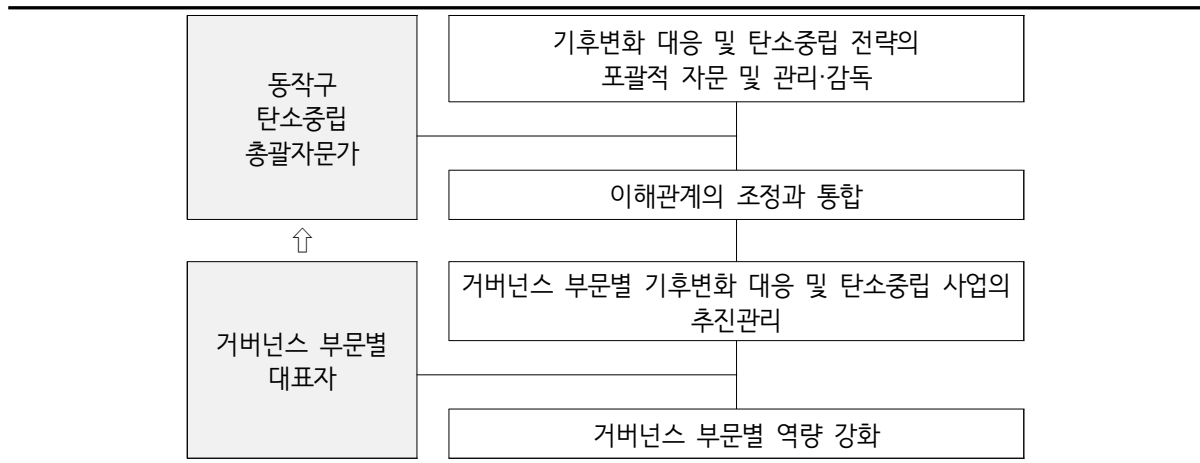 동작구
탄소중립
총괄자문가
기후변화 대응 및 탄소중립 전략의
포괄적 자문 및 관리·감독
이해관계의 조정과 통합
거버넌스 부문별
대표자
거버넌스 부문별 기후변화 대응 및 탄소중립 사업의
추진관리
거버넌스 부문별 역량 강화